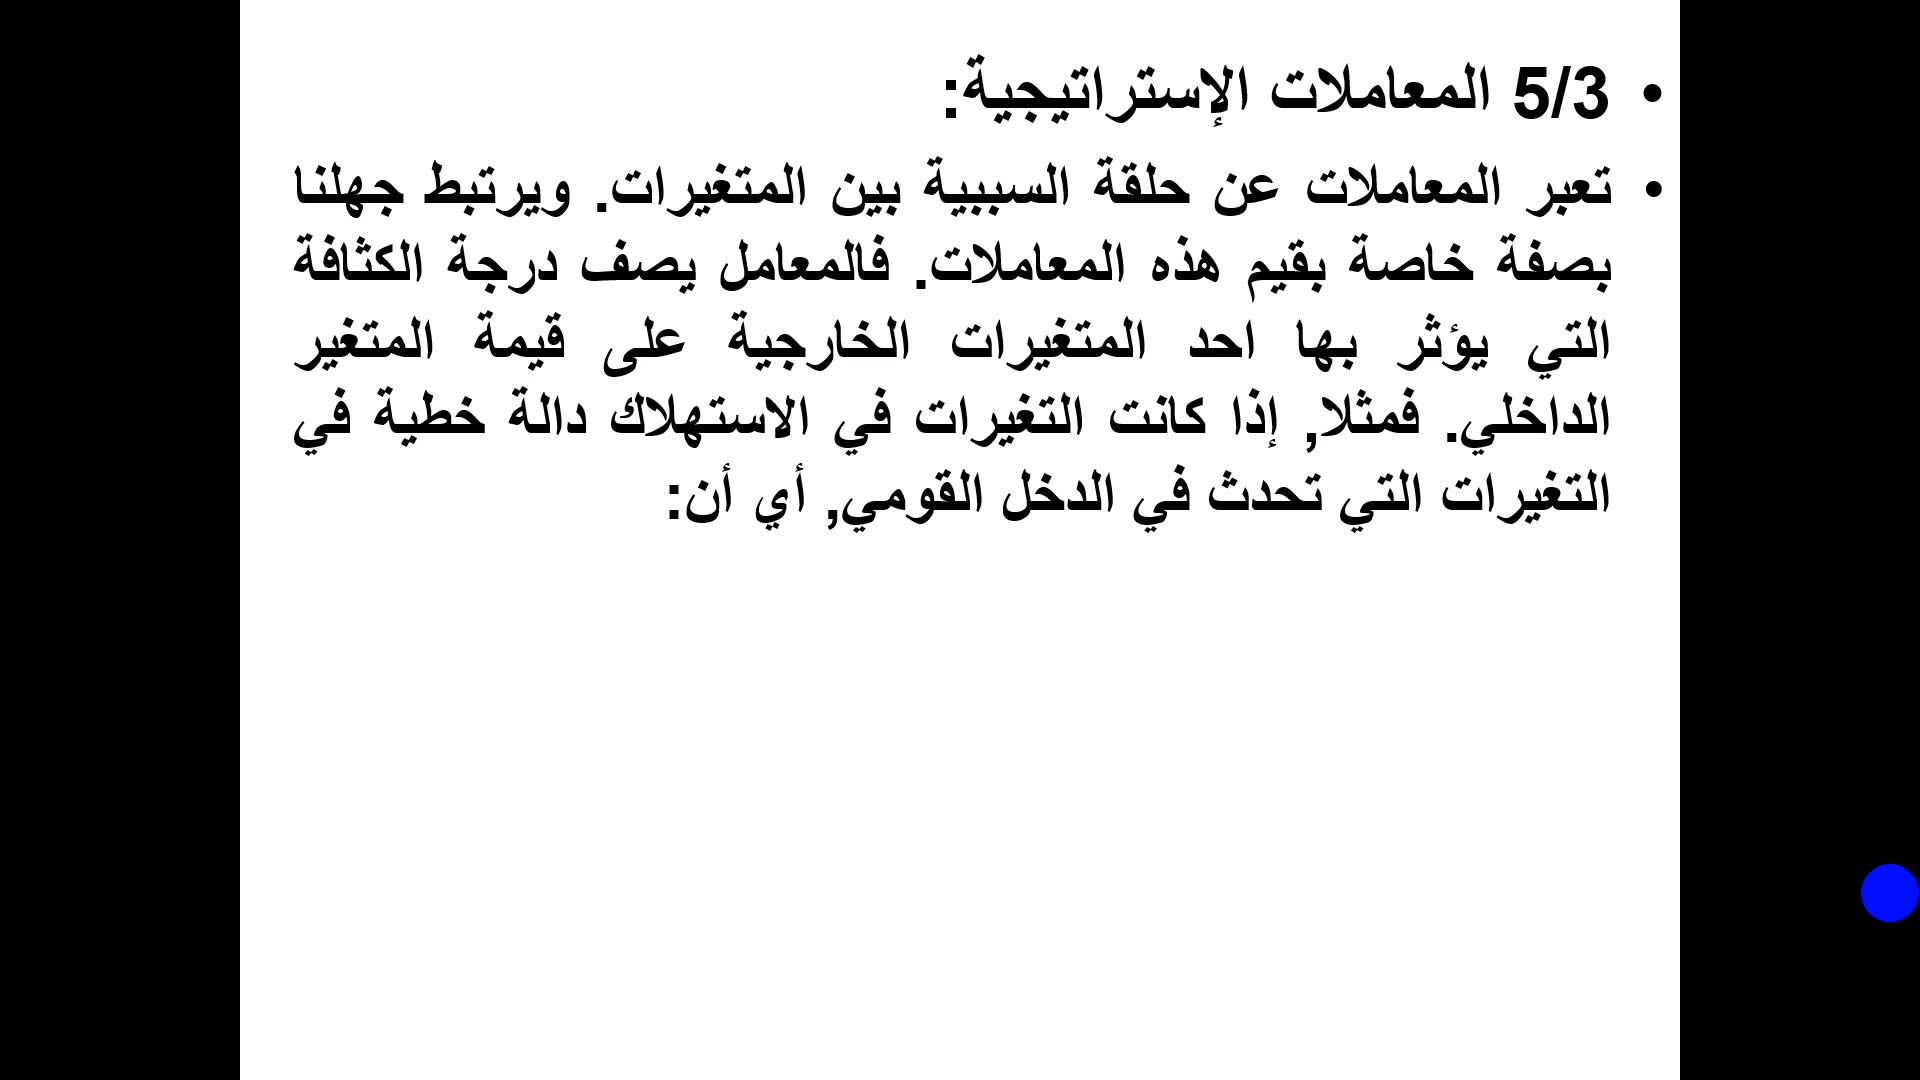 • 5/3 المعاملات الإستراتيجية:
• تعبر المعاملات عن حلقة السببية بين المتغيرات. ويرتبط جهلنا
بصفة خاصة بقيم هذه المعاملات. فالمعامل يصف درجة الكثافة
التي يؤثر بها احد المتغيرات الخارجية على قيمة المتغير
الداخلي. فمثلا, إذا كانت التغيرات في الاستهلاك دالة خطية في
التغيرات التي تحدث في الدخل القومي, أي أن: